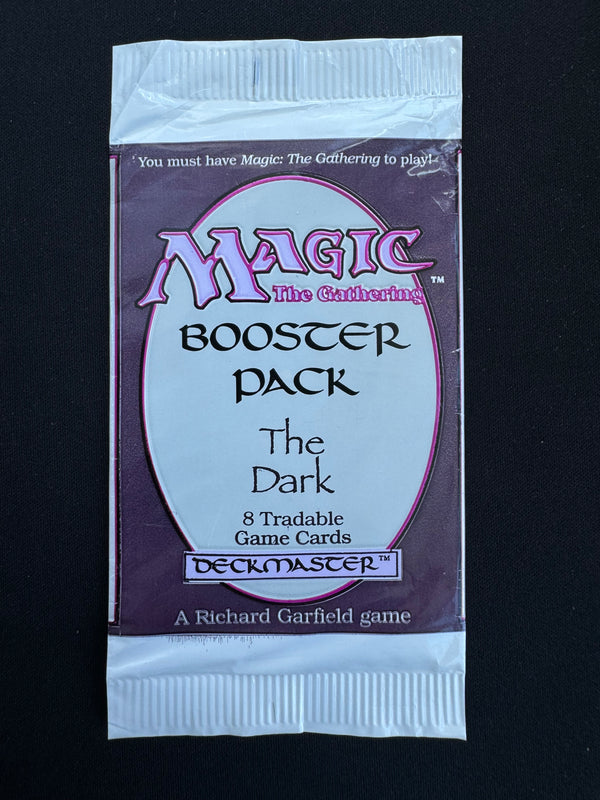 You must have Magic: The Gathering to play!
MAGIC
The Gathering™
BOOSTER
PACK
The
Dark
8 Tradable
Game Cards
DECKMASTER™
A Richard Garfield game